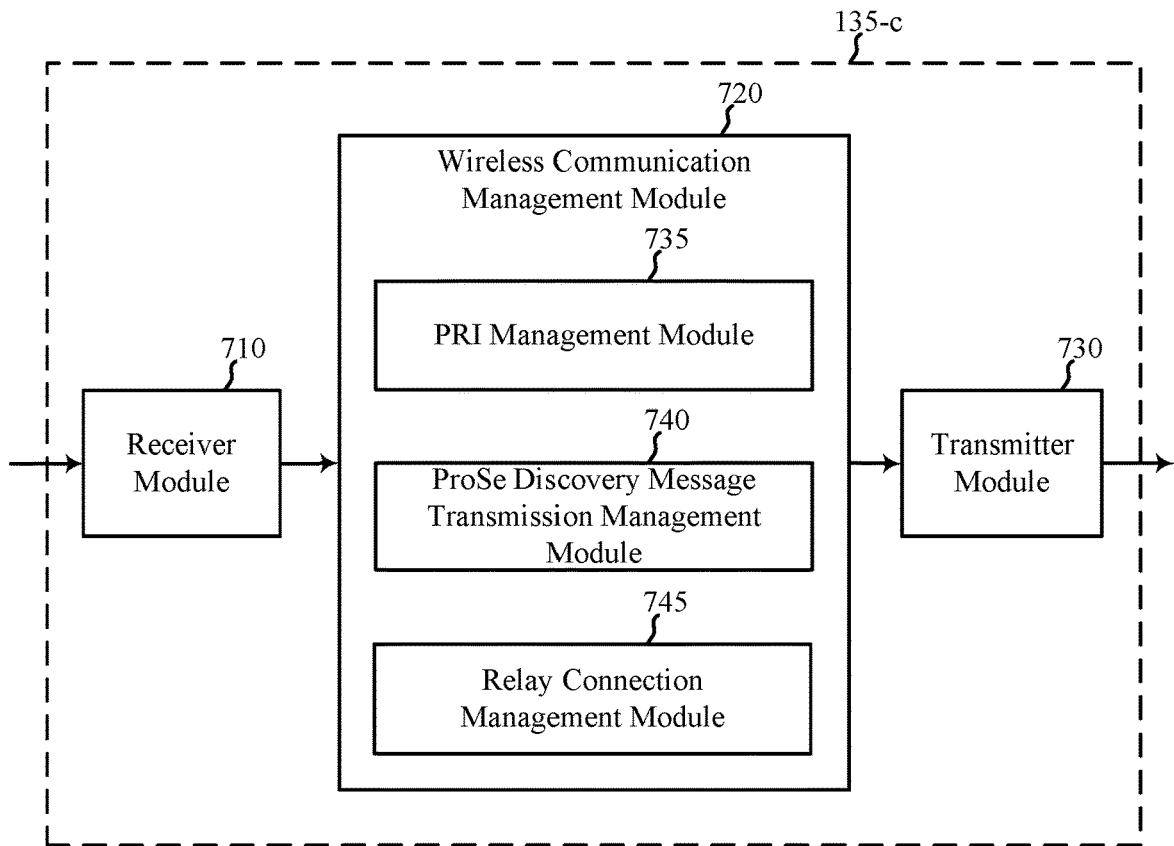 135-c
720
Wireless Communication
Management Module
735
PRI Management Module
710
Receiver
Module
740
ProSe Discovery Message
Transmission Management
Module
730
Transmitter
Module
745
Relay Connection
Management Module